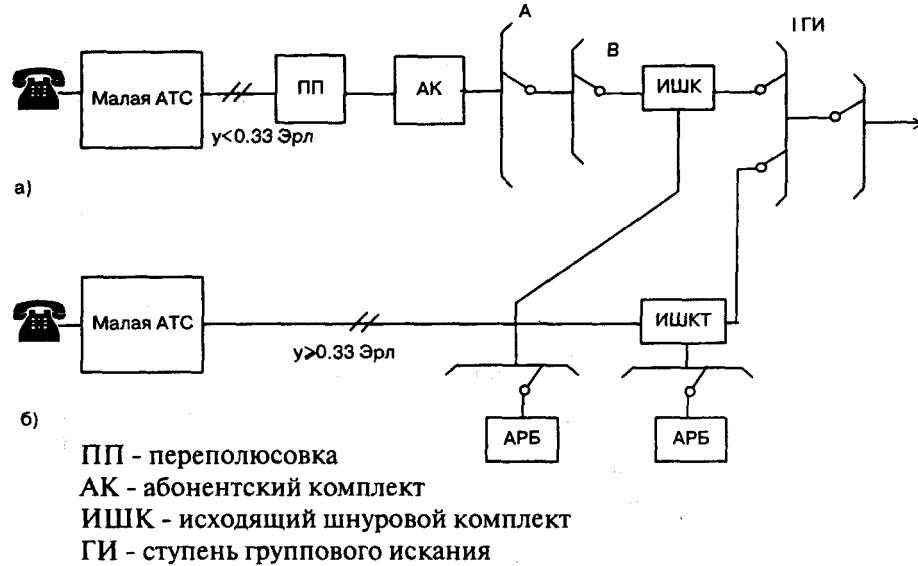 А
В
I ГИ
Малая АТС
ПП
АК
ИШК
y<0.33 Эрл
а)
Малая АТС
ИШКТ
y⩾0.33 Эрл
б)
АРБ
АРБ
ПП - переполюсовка
АК - абонентский комплект
ИШК - исходящий шнуровой комплект
ГИ - ступень группового искания